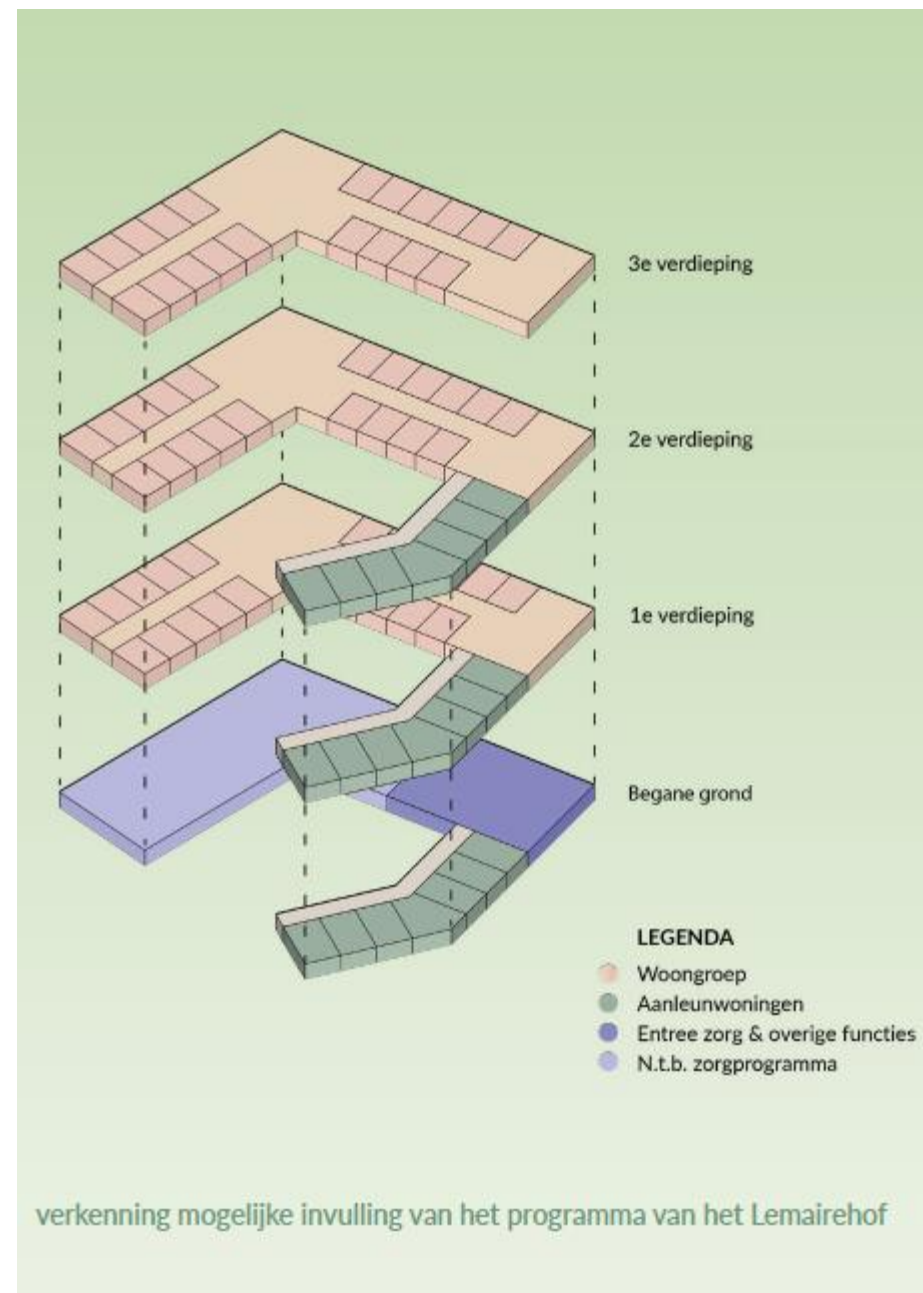 3e verdieping
2e verdieping
1e verdieping
Begane grond
LEGENDA
Woongroep
Aanleunwoningen
Entree zorg & overige functies
N.t.b. zorgprogramma
verkenning mogelijke invulling van het programma van het Lemairehof